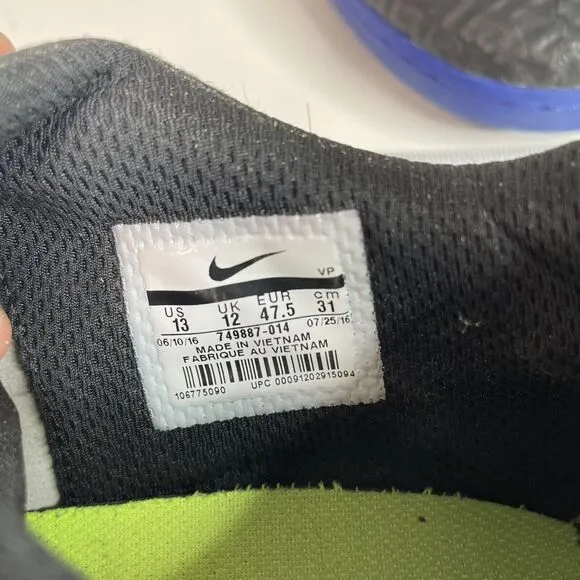 VP
US UK EUR cm
13 12 47.5 31
06/10/16 749887-014 07/25/16
MADE IN VIETNAM
FABRIQUE AU VIETNAM
106775090 UPC 00091202915094